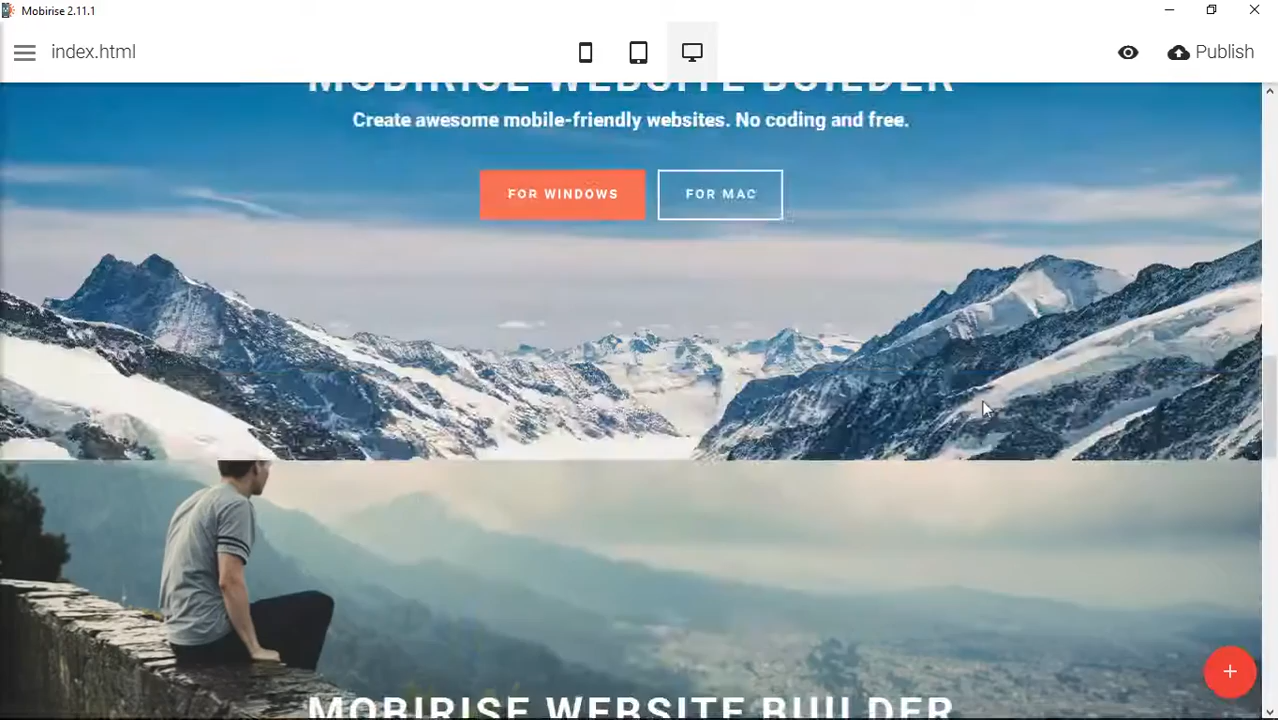 Mobirise 2.11.1
index.html
Publish
MOBIRISE WEBSITE BUILDER
Create awesome mobile-friendly websites. No coding and free.
FOR WINDOWS
FOR MAC
+
MOBIRISE WEBSITE BUILDER